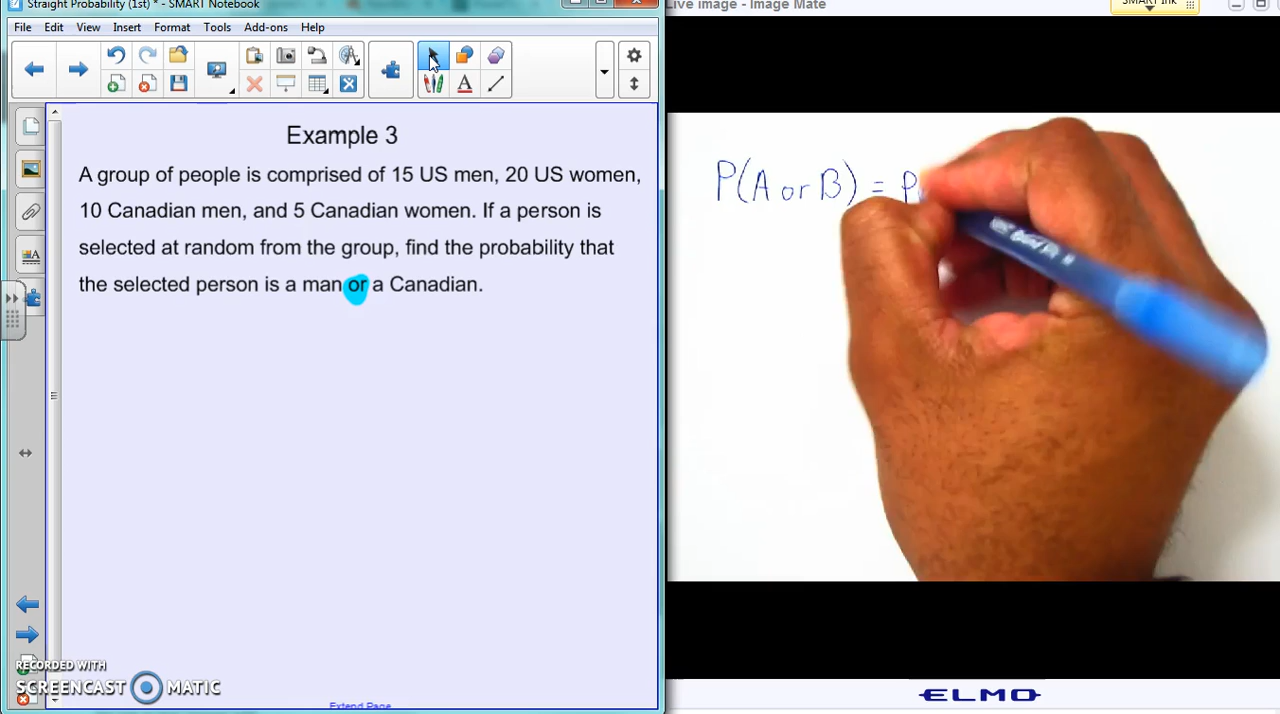 Straight Probability (1st) * - SMART Notebook
Live image - Image Mate
SMART Ink
File Edit View Insert Format Tools Add-ons Help
Example 3
A group of people is comprised of 15 US men, 20 US women,
10 Canadian men, and 5 Canadian women. If a person is
selected at random from the group, find the probability that
the selected person is a man or a Canadian.
P(A or B) = P
RECORDED WITH
SCREENCAST MATIC
Extend Page
ELMO